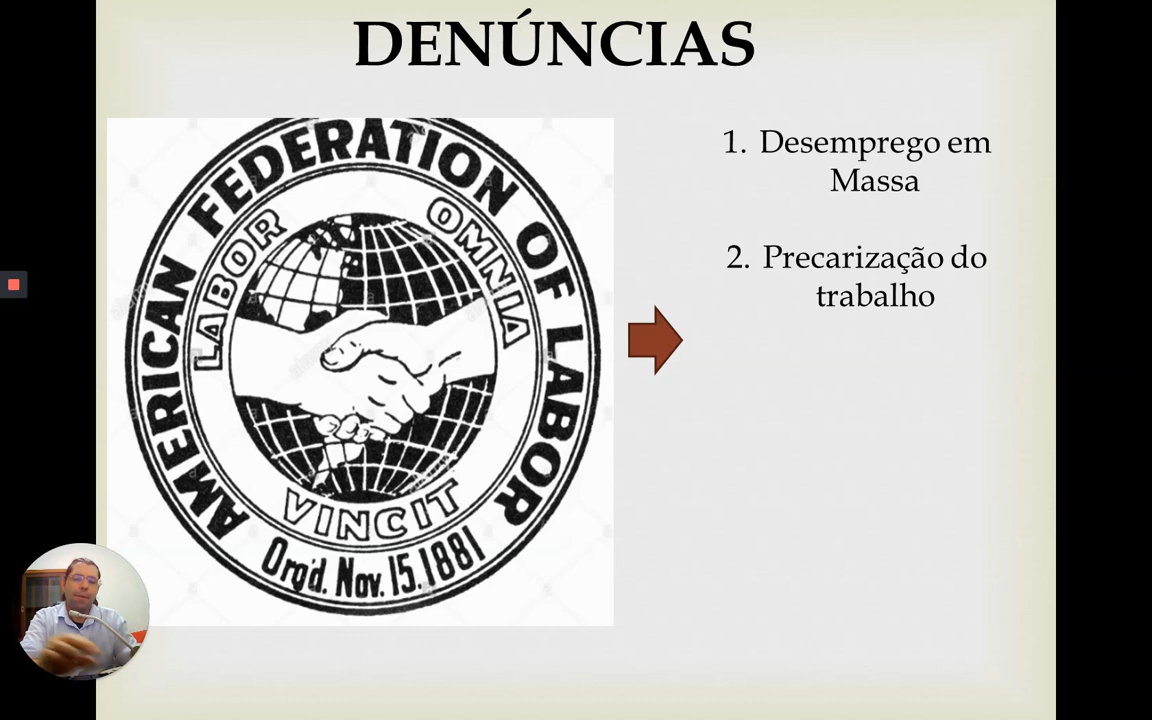 DENÚNCIAS
AMERICAN FEDERATION OF LABOR
LABOR OMNIA
VINCIT
Org'd. Nov. 15. 1881
1. Desemprego em
Massa
2. Precarização do
trabalho